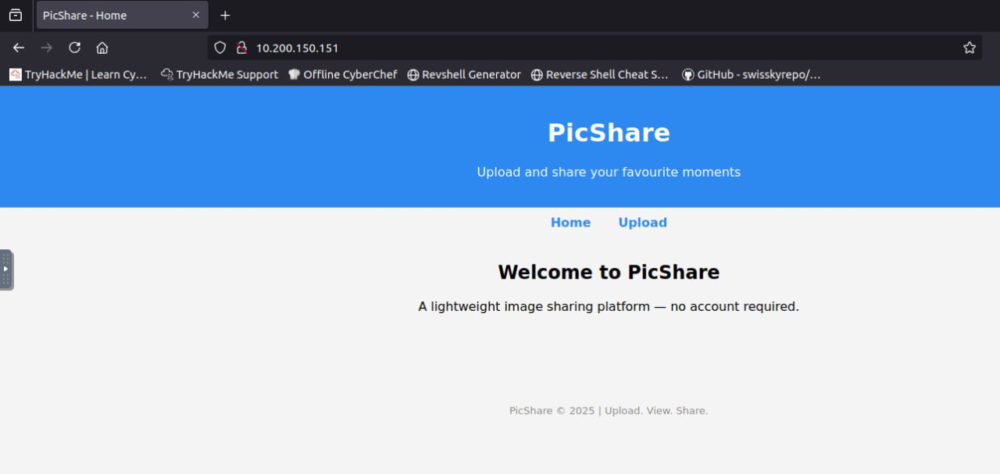 PicShare - Home
10.200.150.151
TryHackMe | Learn Cy… TryHackMe Support Offline CyberChef Revshell Generator Reverse Shell Cheat S… GitHub - swisskyrepo/…
PicShare
Upload and share your favourite moments
Home Upload
Welcome to PicShare
A lightweight image sharing platform — no account required.
PicShare © 2025 | Upload. View. Share.